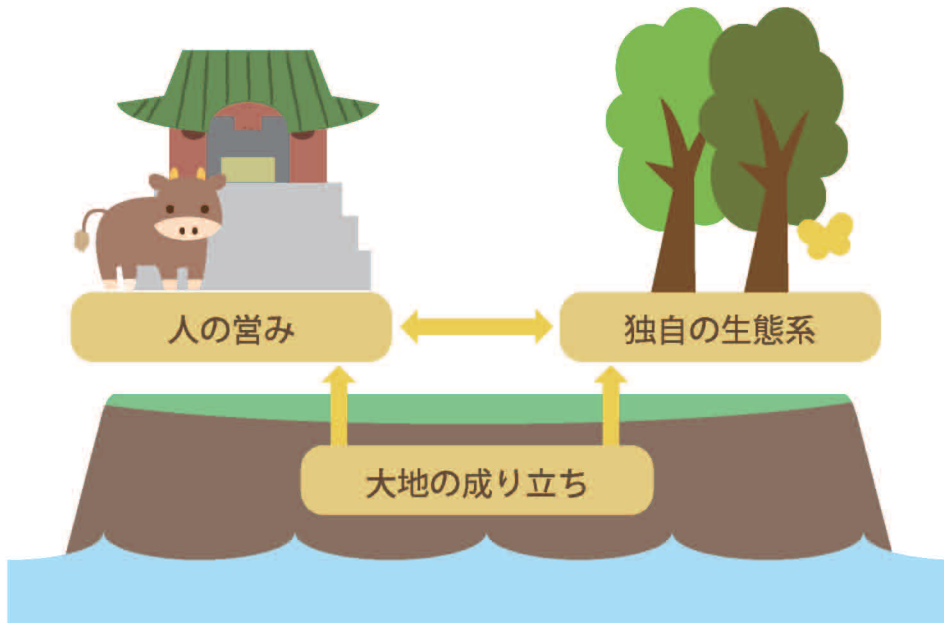 人の営み
独自の生態系
大地の成り立ち